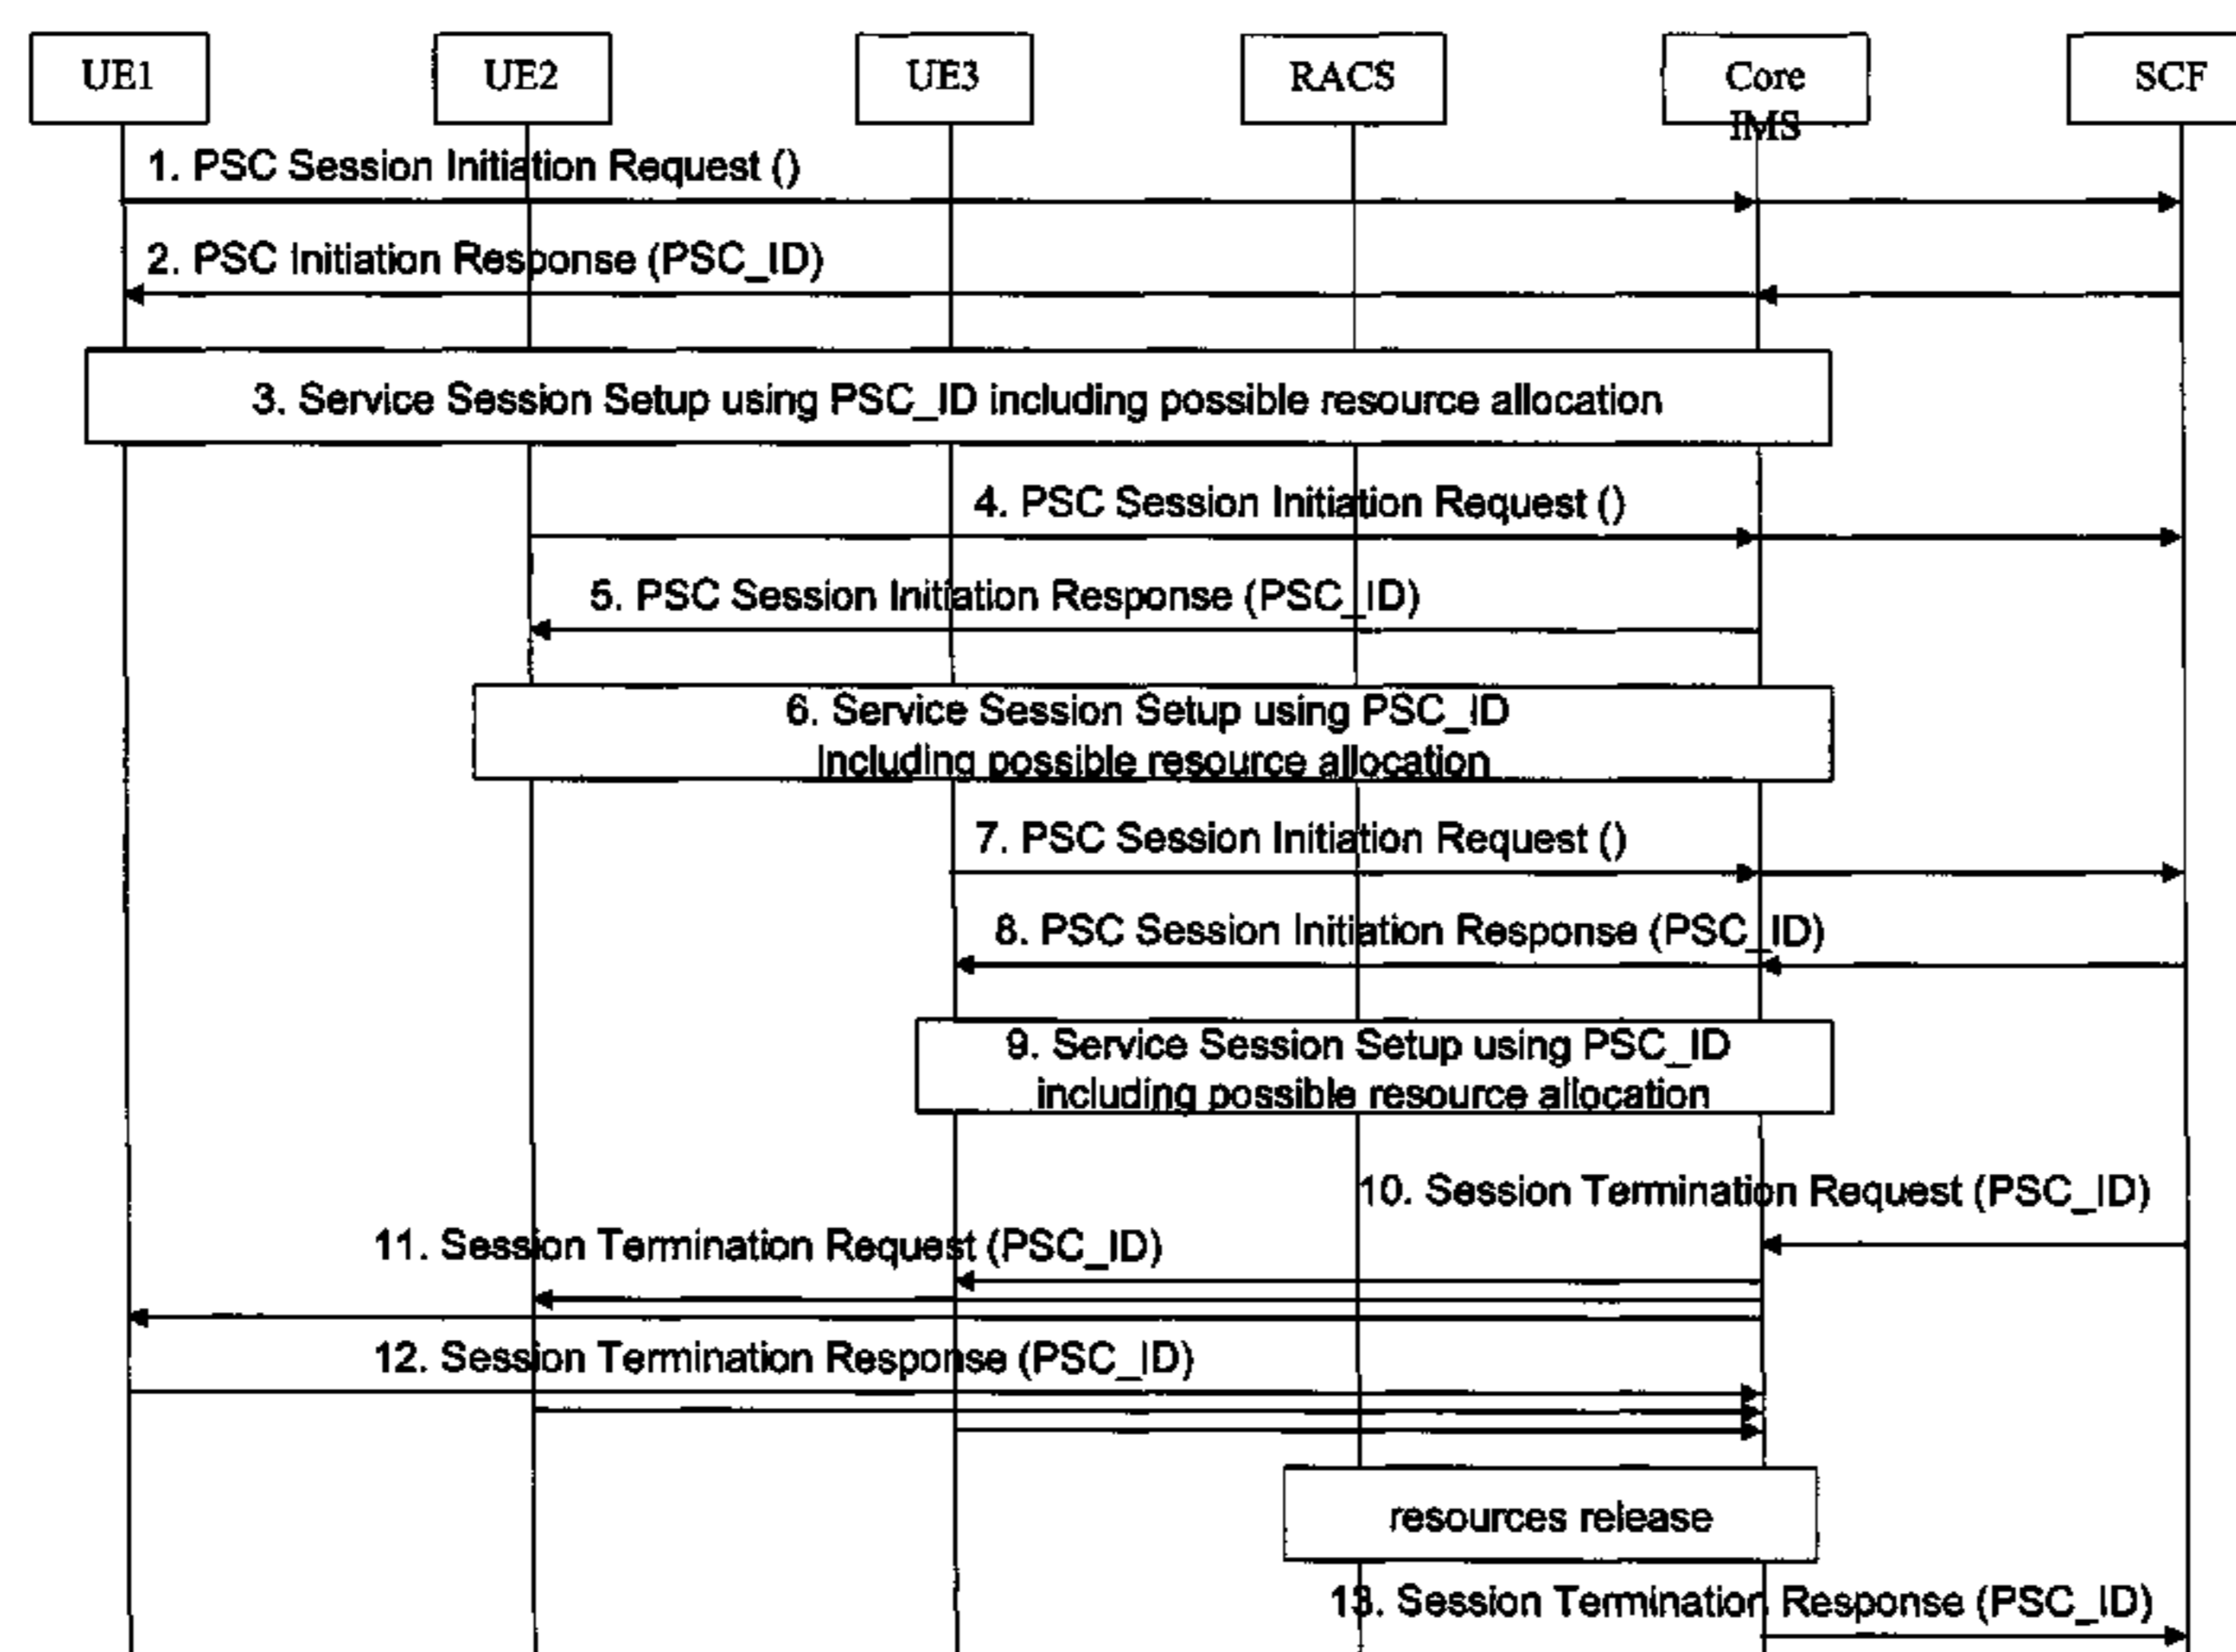 UE1
UE2
UE3
RACS
Core
IMS
SCF
1. PSC Session Initiation Request ()
2. PSC Initiation Response (PSC_ID)
3. Service Session Setup using PSC_ID including possible resource allocation
4. PSC Session Initiation Request ()
5. PSC Session Initiation Response (PSC_ID)
6. Service Session Setup using PSC_ID
including possible resource allocation
7. PSC Session Initiation Request ()
8. PSC Session Initiation Response (PSC_ID)
9. Service Session Setup using PSC_ID
including possible resource allocation
10. Session Termination Request (PSC_ID)
11. Session Termination Request (PSC_ID)
12. Session Termination Response (PSC_ID)
resources release
13. Session Termination Response (PSC_ID)